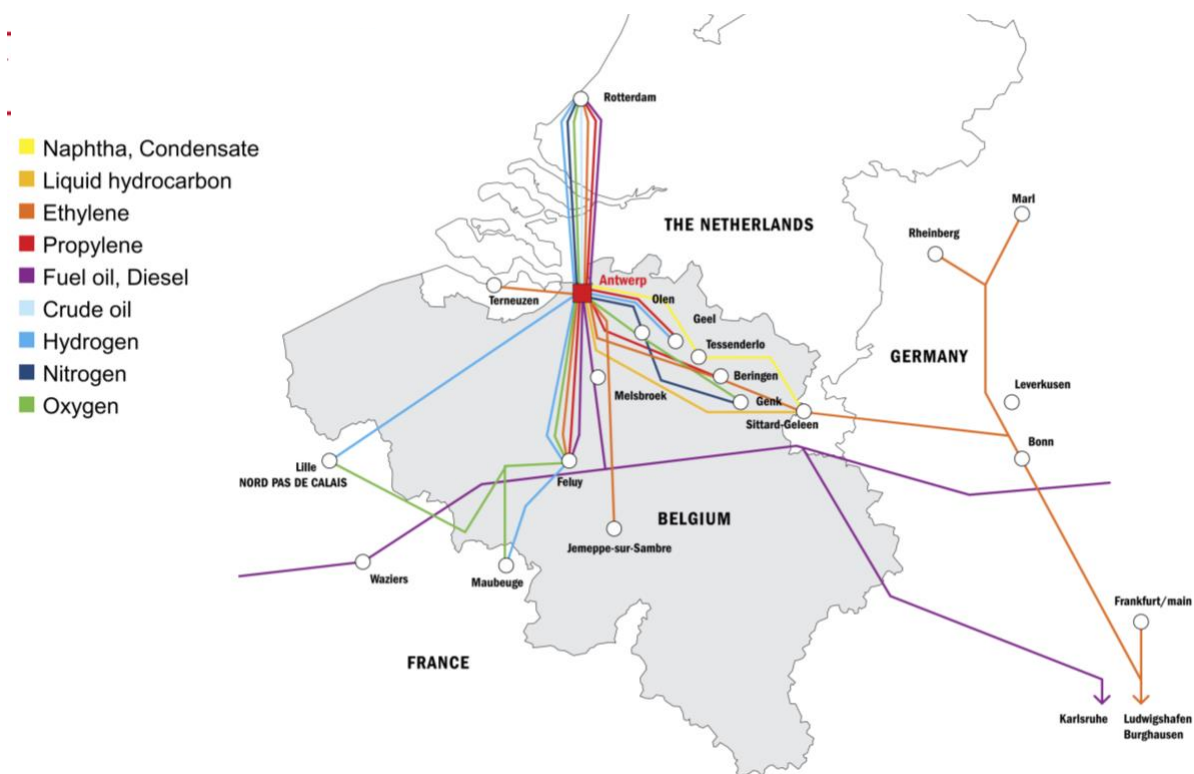 Naphtha, Condensate
Liquid hydrocarbon
Ethylene
Propylene
Fuel oil, Diesel
Crude oil
Hydrogen
Nitrogen
Oxygen
Rotterdam
THE NETHERLANDS
Marl
Rheinberg
Antwerp
Terneuzen
Olen
Geel
Tessenderlo
GERMANY
Beringen
Leverkusen
Melsbroek
Genk
Sittard-Geleen
Bonn
Lille
NORD PAS DE CALAIS
Feluy
BELGIUM
Jemeppe-sur-Sambre
Waziers
Maubeuge
Frankfurt/main
FRANCE
Karlsruhe
Ludwigshafen
Burghausen